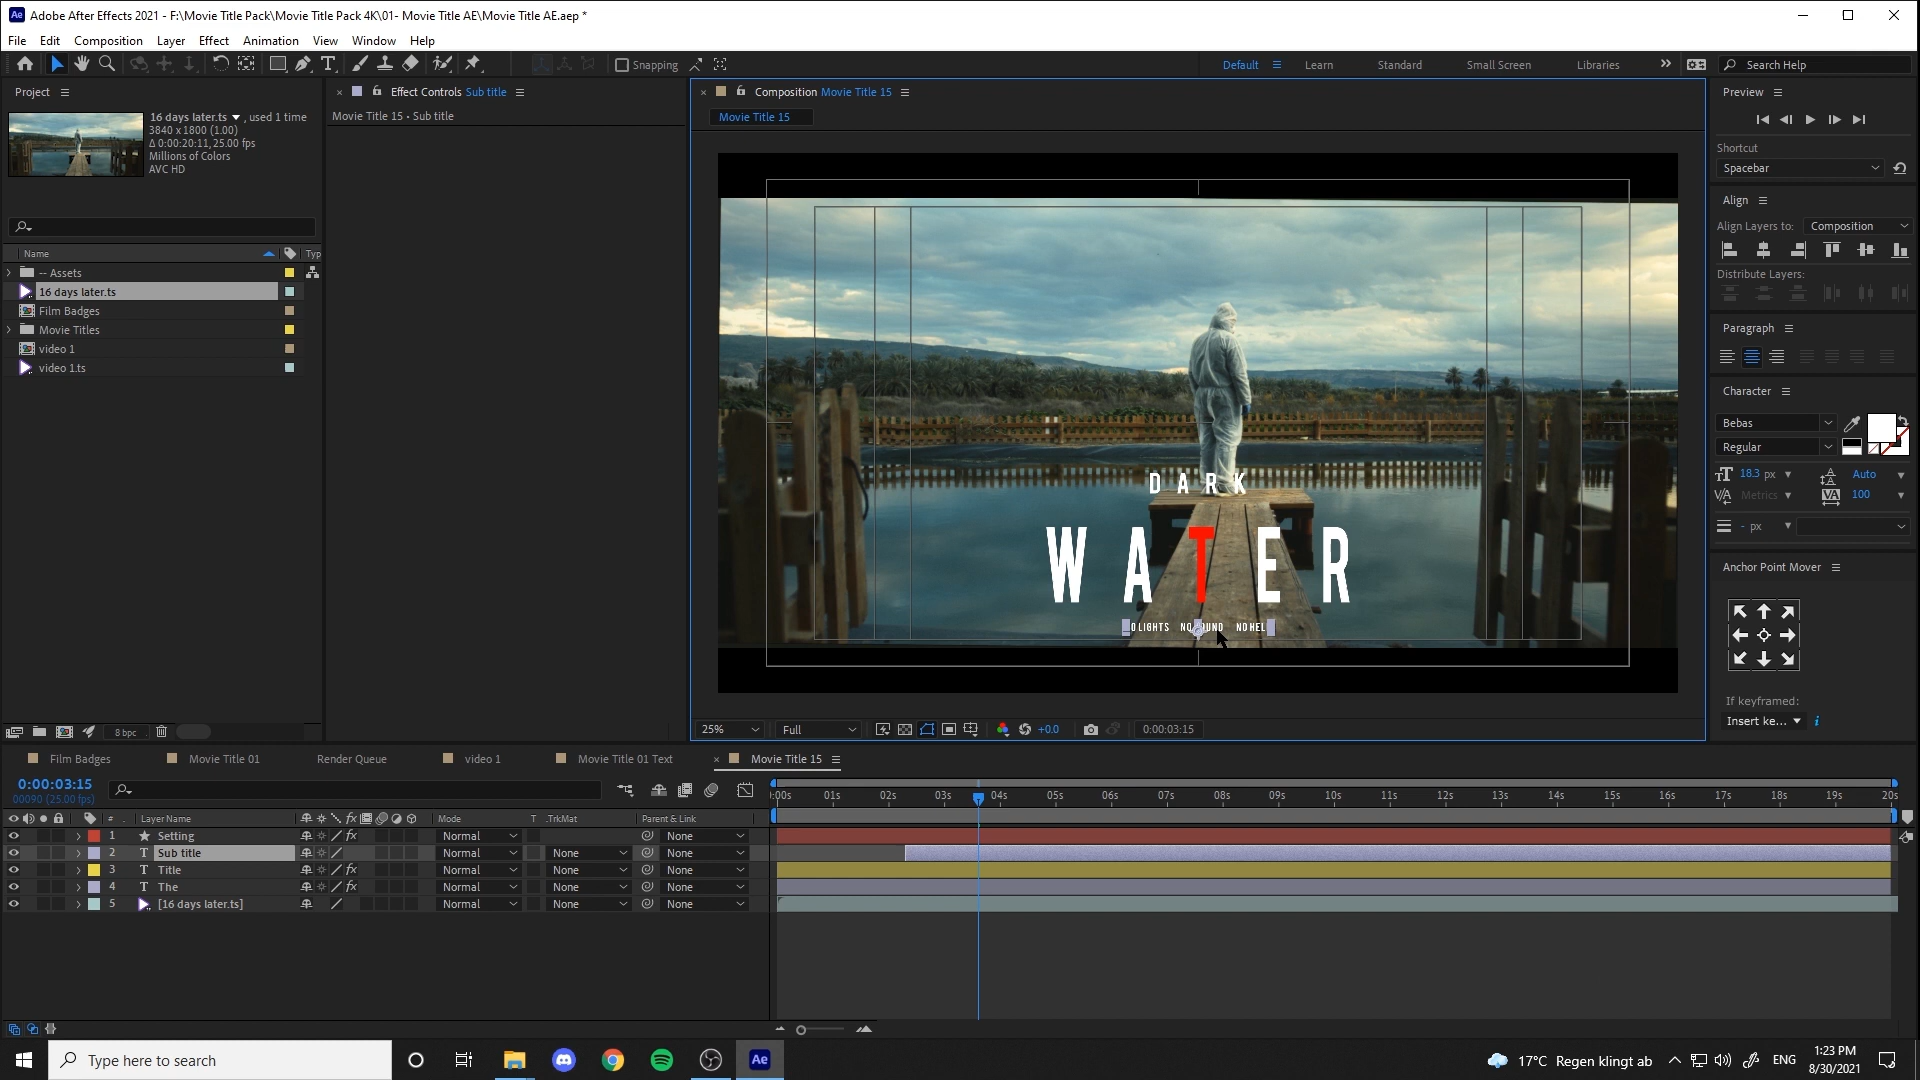 Ae Adobe After Effects 2021 - F:\Movie Title Pack\Movie Title Pack 4K\01- Movie Title AE\Movie Title AE.aep *
File Edit Composition Layer Effect Animation View Window Help
Snapping
Default Learn Standard Small Screen Libraries Search Help
Project
16 days later.ts , used 1 time
3840 x 1800 (1.00)
Δ 0:00:20:11, 25.00 fps
Millions of Colors
AVC HD
Name Typ
-- Assets
16 days later.ts
Film Badges
Movie Titles
video 1
video 1.ts
8 bpc
Effect Controls Sub title
Movie Title 15 • Sub title
Composition Movie Title 15
Movie Title 15
DARK
WATER
O LIGHTS NO UND NO HEL
25% Full +0.0 0:00:03:15
Preview
Shortcut
Spacebar
Align
Align Layers to: Composition
Distribute Layers:
Paragraph
Character
Bebas
Regular
18.3 px Auto
Metrics 100
- px
Anchor Point Mover
If keyframed:
Insert ke...
Film Badges Movie Title 01 Render Queue video 1 Movie Title 01 Text Movie Title 15
0:00:03:15
00090 (25.00 fps)
:00s 01s 02s 03s 04s 05s 06s 07s 08s 09s 10s 11s 12s 13s 14s 15s 16s 17s 18s 19s 20s
# Layer Name Mode T .TrkMat Parent & Link
1 Setting fx Normal None
2 T Sub title Normal None None
3 T Title fx Normal None None
4 T The fx Normal None None
5 [16 days later.ts] Normal None None
Type here to search
Ae
17°C Regen klingt ab ENG 1:23 PM
8/30/2021